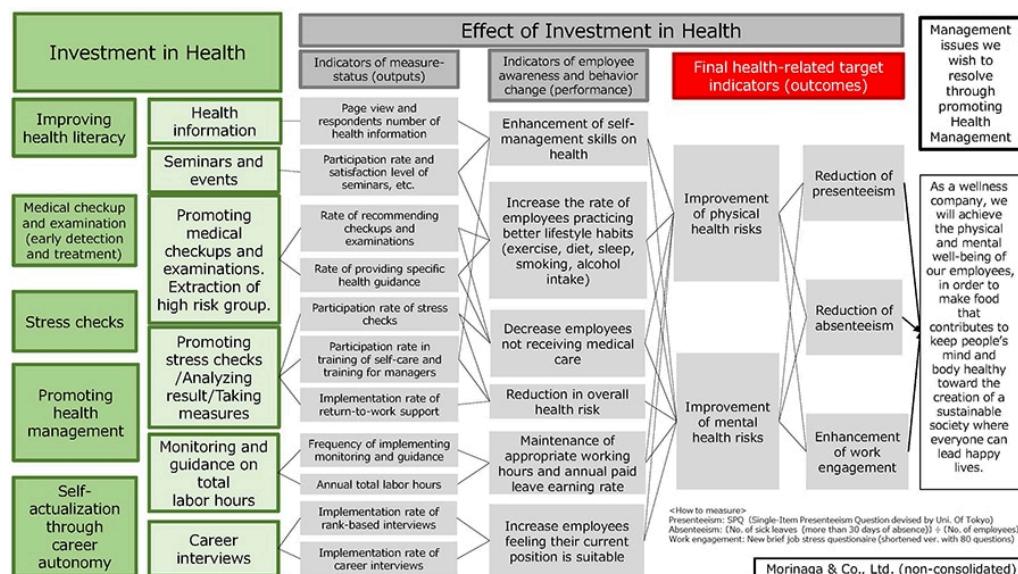 Investment in Health
Effect of Investment in Health
Indicators of measure-
status (outputs)
Indicators of employee
awareness and behavior
change (performance)
Final health-related target
indicators (outcomes)
Management
issues we
wish to
resolve
through
promoting
Health
Management
Improving
health literacy
Medical checkup
and examination
(early detection
and treatment)
Stress checks
Promoting
health
management
Self-
actualization
through
career
autonomy
Health
information
Seminars and
events
Promoting
medical
checkups and
examinations.
Extraction of
high risk group.
Promoting
stress checks
/Analyzing
result/Taking
measures
Monitoring and
guidance on
total
labor hours
Career
interviews
Page view and
respondents number of
health information
Participation rate and
satisfaction level of
seminars, etc.
Rate of recommending
checkups and
examinations
Rate of providing specific
health guidance
Participation rate of stress
checks
Participation rate in
training of self-care and
training for managers
Implementation rate of
return-to-work support
Frequency of implementing
monitoring and guidance
Annual total labor hours
Implementation rate of
rank-based interviews
Implementation rate of
career interviews
Enhancement of self-
management skills on
health
Increase the rate of
employees practicing
better lifestyle habits
(exercise, diet, sleep,
smoking, alcohol
intake)
Decrease employees
not receiving medical
care
Reduction in overall
health risk
Maintenance of
appropriate working
hours and annual paid
leave earning rate
Increase employees
feeling their current
position is suitable
Improvement
of physical
health risks
Improvement
of mental
health risks
Reduction of
presenteeism
Reduction of
absenteeism
Enhancement
of work
engagement
As a wellness
company, we
will achieve
the physical
and mental
well-being of
our employees,
in order to
make food
that
contributes to
keep people's
mind and
body healthy
toward the
creation of a
sustainable
society where
everyone can
lead happy
lives.
<How to measure>
Presenteeism: SPQ (Single-Item Presenteeism Question devised by Uni. Of Tokyo)
Absenteeism: {No. of sick leaves (more than 30 days of absence)} ÷ (No. of employees)
Work engagement: New brief job stress questionaire (shortened ver. with 80 questions)
Morinaga & Co., Ltd. (non-consolidated)